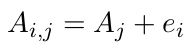 A_{i,j} = A_j + e_i